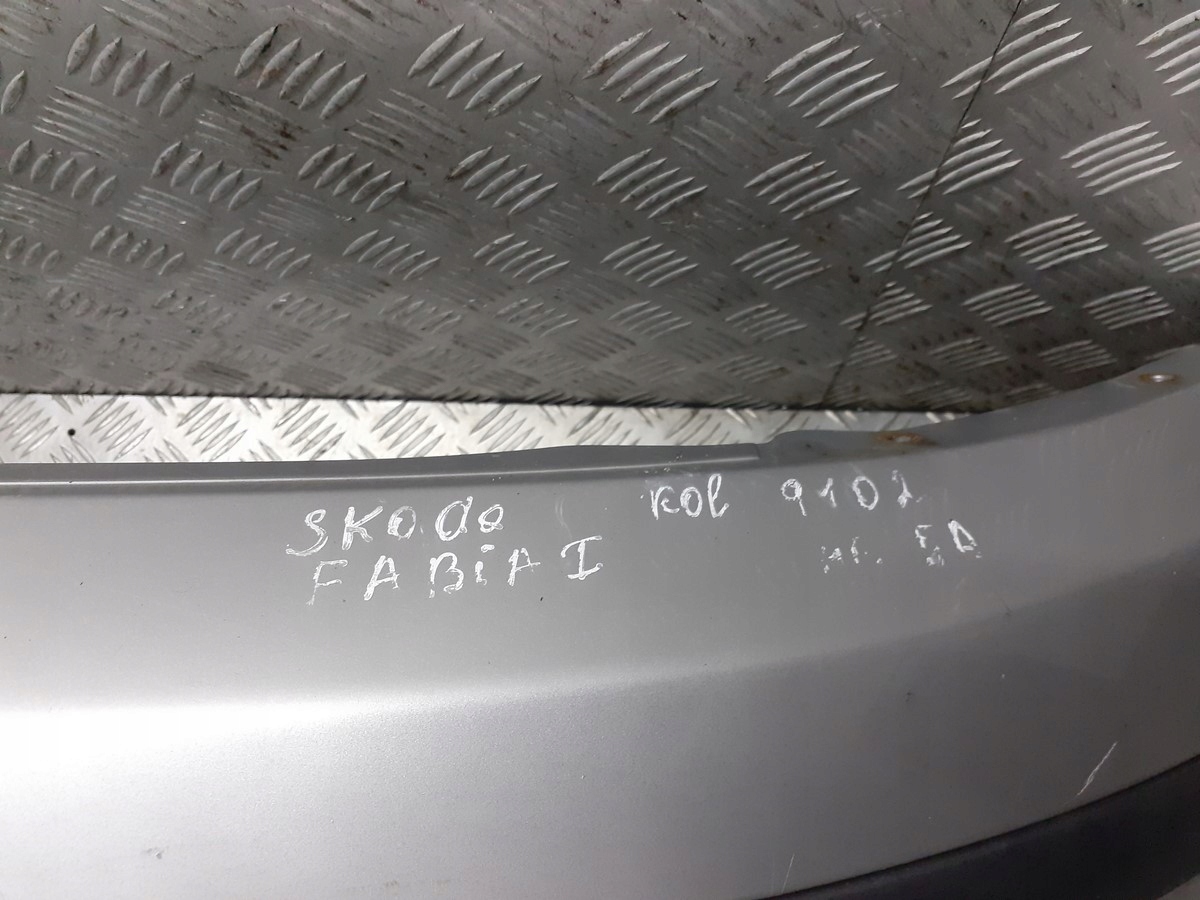 SKODa KOl 9102
FABiA I